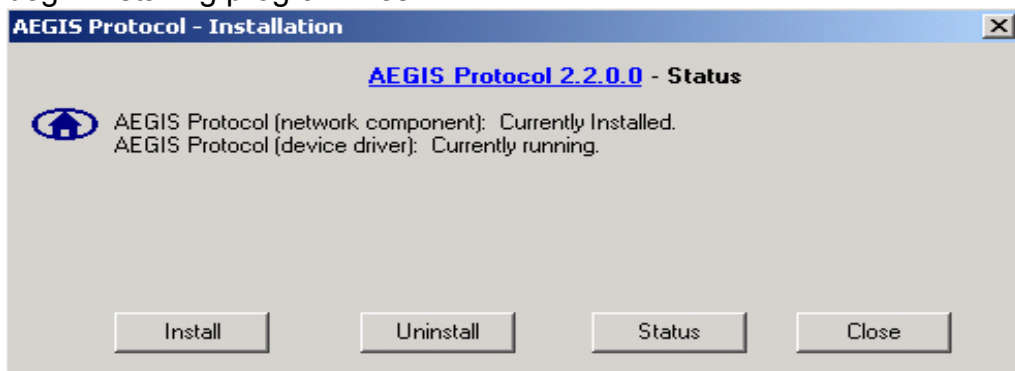 AEGIS Protocol - Installation
AEGIS Protocol 2.2.0.0 - Status
AEGIS Protocol (network component): Currently Installed.
AEGIS Protocol (device driver): Currently running.
Install Uninstall Status Close